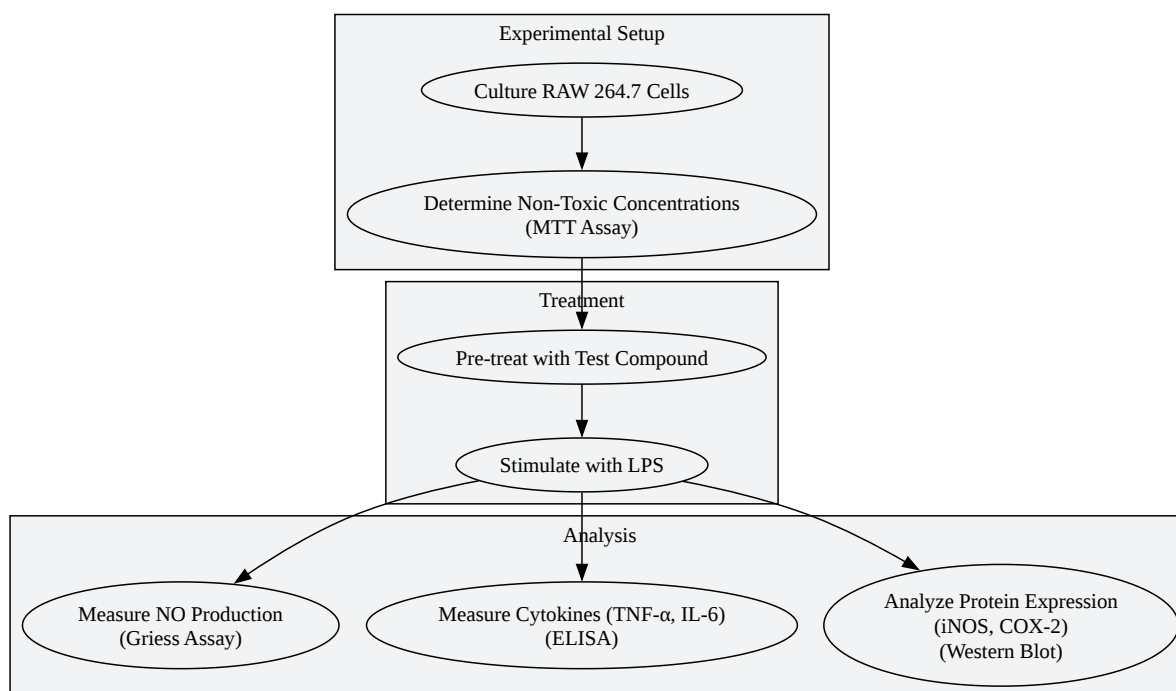 Experimental Setup
Culture RAW 264.7 Cells
Determine Non-Toxic Concentrations
(MTT Assay)
Treatment
Pre-treat with Test Compound
Stimulate with LPS
Analysis
Measure NO Production
(Griess Assay)
Measure Cytokines (TNF-α, IL-6)
(ELISA)
Analyze Protein Expression
(iNOS, COX-2)
(Western Blot)